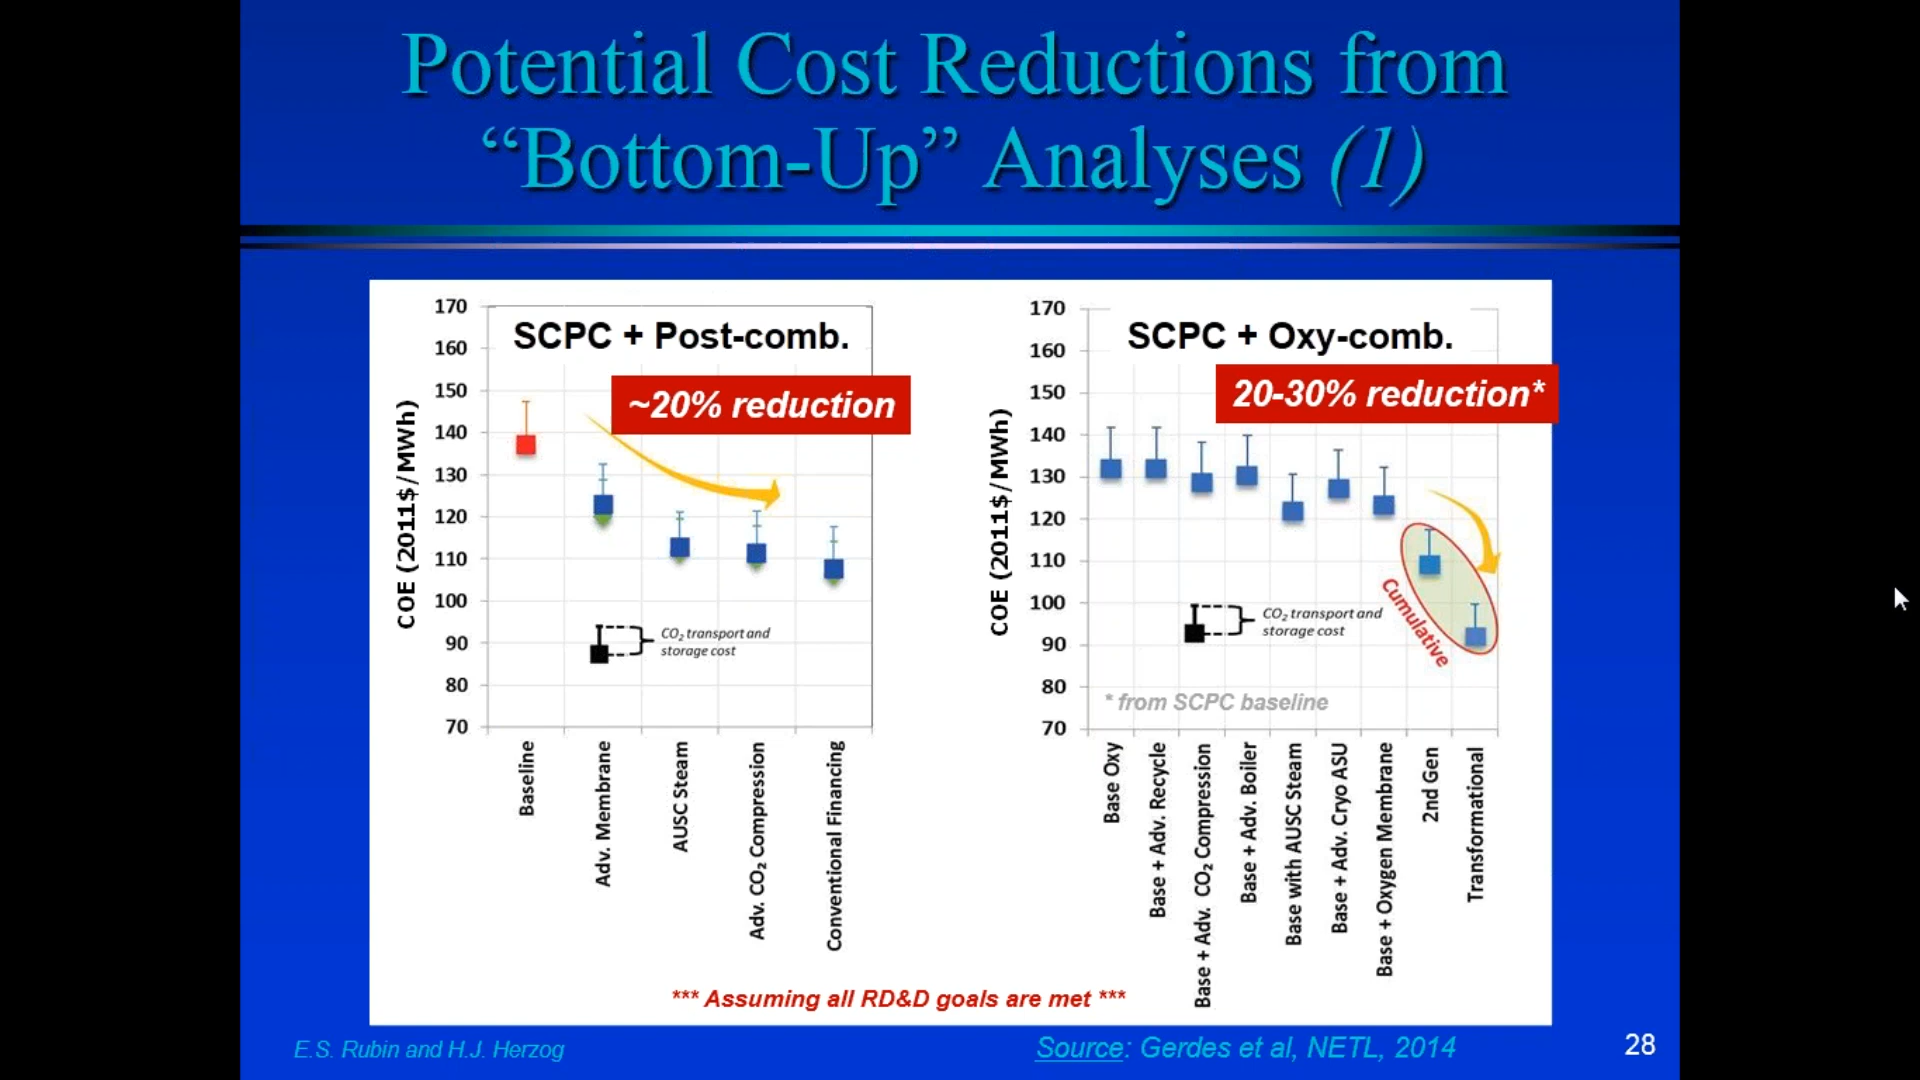 Potential Cost Reductions from
“Bottom-Up” Analyses (1)
170
160
150
140
130
120
110
100
90
80
70
COE (2011$/MWh)
SCPC + Post-comb.
~20% reduction
CO₂ transport and
storage cost
Baseline
Adv. Membrane
AUSC Steam
Adv. CO₂ Compression
Conventional Financing
170
160
150
140
130
120
110
100
90
80
70
COE (2011$/MWh)
SCPC + Oxy-comb.
20-30% reduction*
CO₂ transport and
storage cost
Cumulative
* from SCPC baseline
Base Oxy
Base + Adv. Recycle
Base + Adv. CO₂ Compression
Base + Adv. Boiler
Base with AUSC Steam
Base + Adv. Cryo ASU
Base + Oxygen Membrane
2nd Gen
Transformational
*** Assuming all RD&D goals are met ***
E.S. Rubin and H.J. Herzog
Source: Gerdes et al, NETL, 2014
28